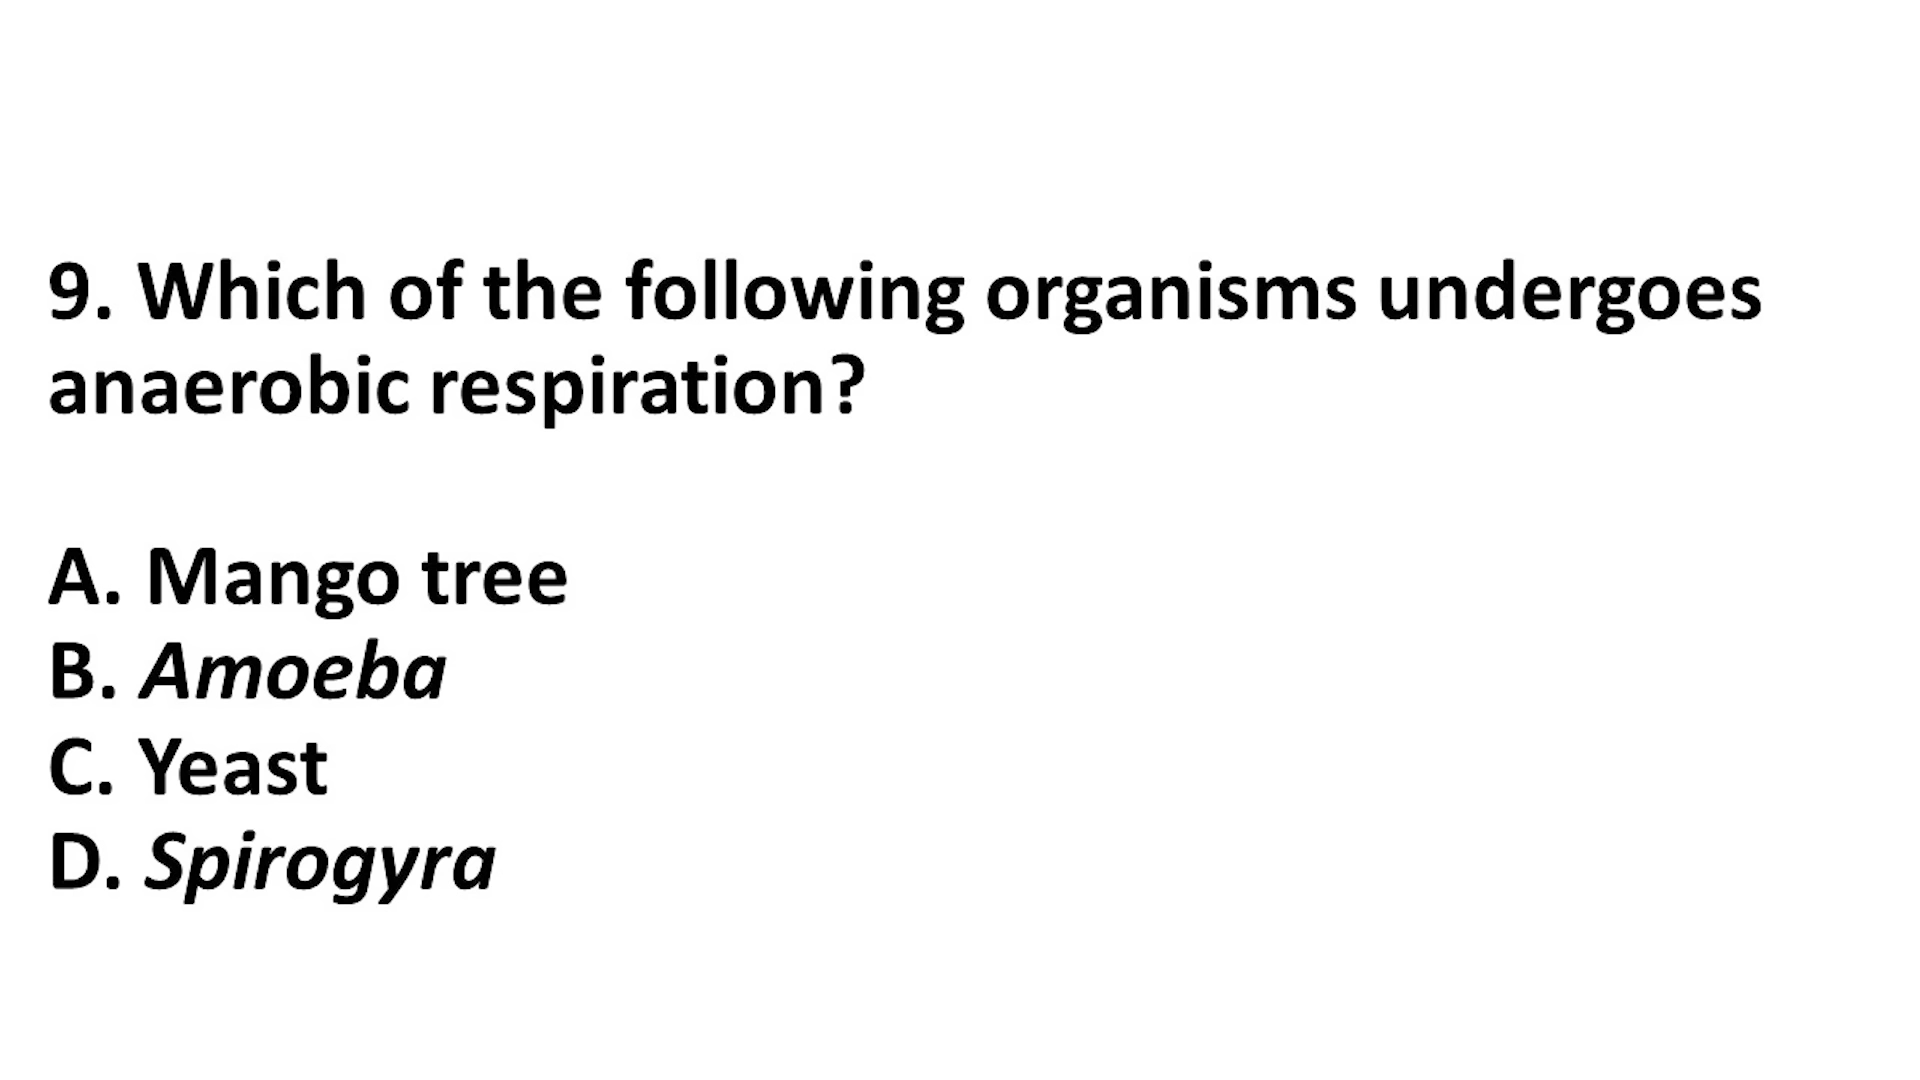 9. Which of the following organisms undergoes
anaerobic respiration?
A. Mango tree
B. Amoeba
C. Yeast
D. Spirogyra